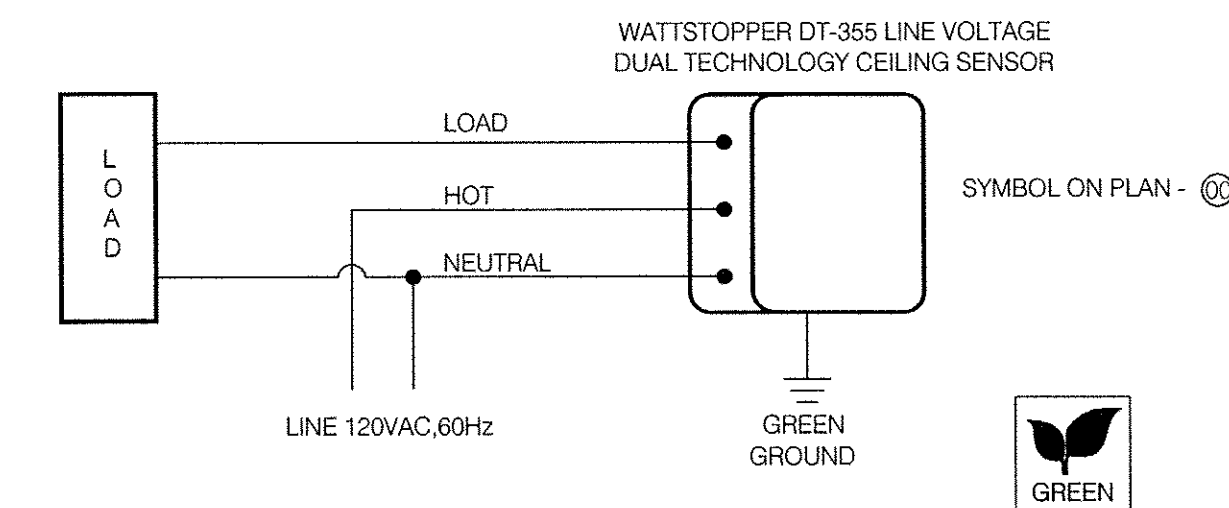 WATTSTOPPER DT-355 LINE VOLTAGE
DUAL TECHNOLOGY CEILING SENSOR
LOAD
LOAD
HOT
NEUTRAL
SYMBOL ON PLAN -
LINE 120VAC,60Hz
GREEN
GROUND
GREEN